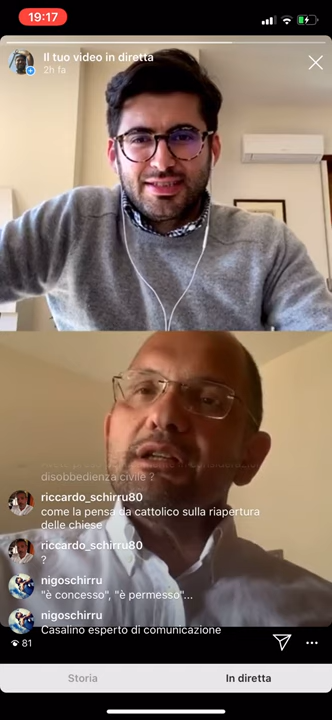 19:17
Il tuo video in diretta
2h fa
disobbedienza civile ?
riccardo_schirru80
come la pensa da cattolico sulla riapertura
delle chiese
riccardo_schirru80
?
nigoschirru
"è concesso", "è permesso"...
nigoschirru
Casalino esperto di comunicazione
81
Storia
In diretta